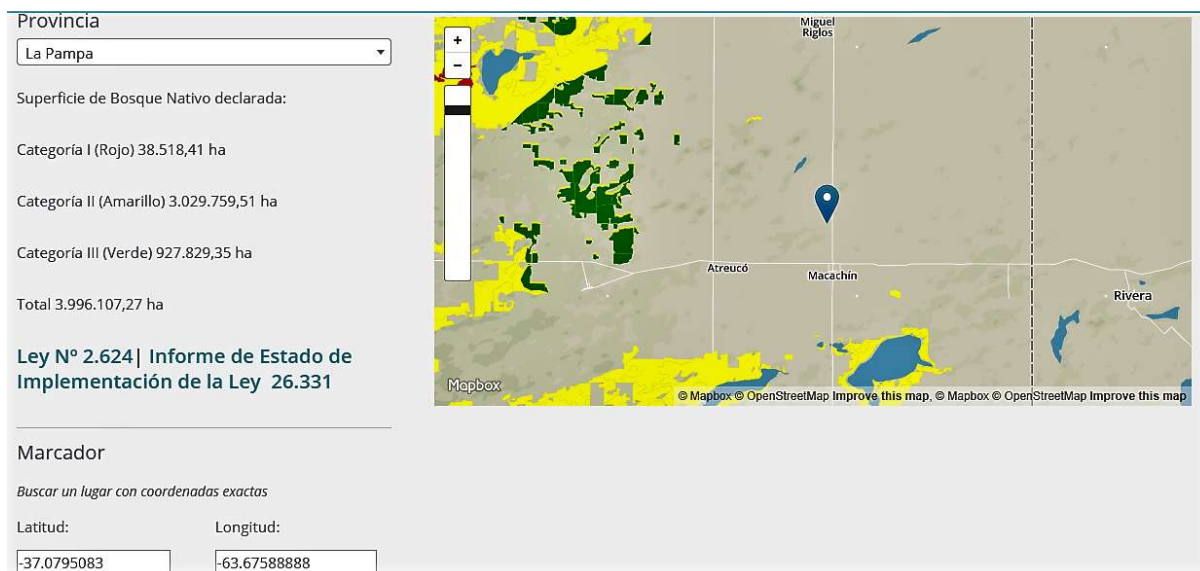 Provincia
La Pampa
Superficie de Bosque Nativo declarada:
Categoría I (Rojo) 38.518,41 ha
Categoría II (Amarillo) 3.029.759,51 ha
Categoría III (Verde) 927.829,35 ha
Total 3.996.107,27 ha
Ley Nº 2.624| Informe de Estado de
Implementación de la Ley 26.331
Marcador
Buscar un lugar con coordenadas exactas
Latitud: Longitud:
-37.0795083 -63.67588888
+
−
Miguel
Riglos
Atreucó
Macachín
Rivera
Mapbox
© Mapbox © OpenStreetMap Improve this map, © Mapbox © OpenStreetMap Improve this map